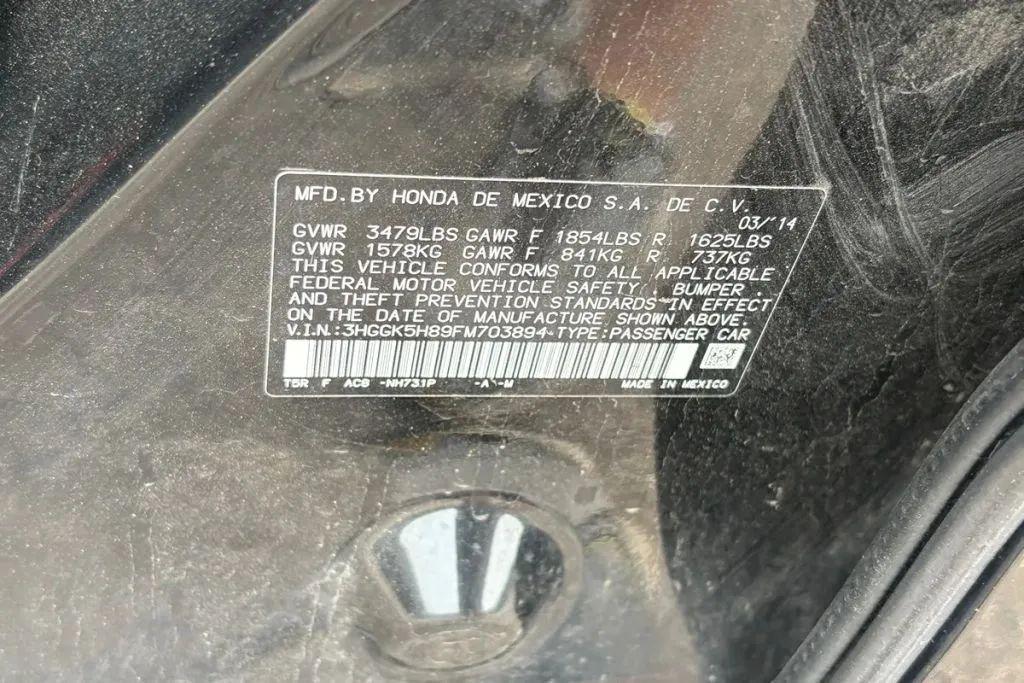 MFD.BY HONDA DE MEXICO S.A. DE C.V.
03/'14
GVWR 3479LBS GAWR F 1854LBS R 1625LBS
GVWR 1578KG GAWR F 841KG R 737KG
THIS VEHICLE CONFORMS TO ALL APPLICABLE
FEDERAL MOTOR VEHICLE SAFETY, BUMPER
AND THEFT PREVENTION STANDARDS IN EFFECT
ON THE DATE OF MANUFACTURE SHOWN ABOVE.
V.I.N.:3HGGK5H89FM703894 TYPE:PASSENGER CAR
T5R F AC8 -NH731P -A -M MADE IN MEXICO